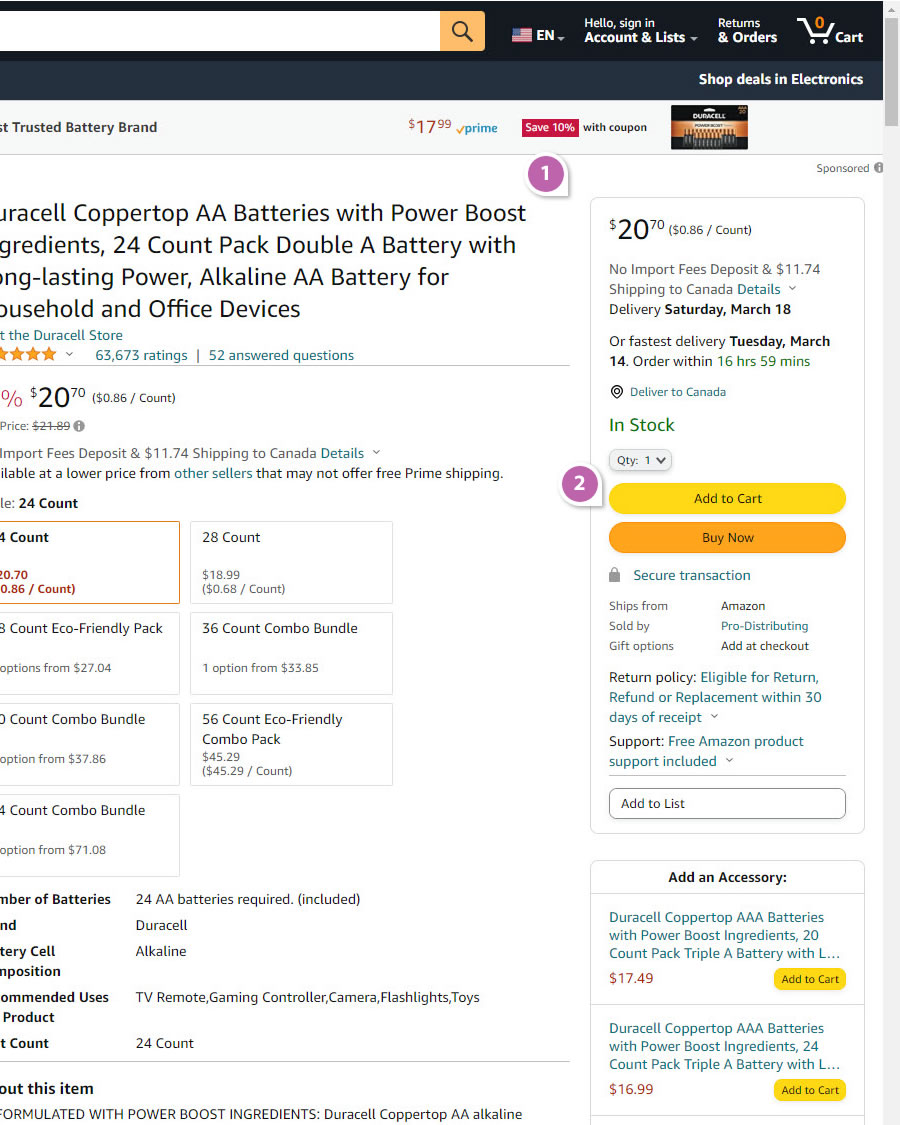 EN
Hello, sign in
Account & Lists
Returns
& Orders
0
Cart
Shop deals in Electronics
st Trusted Battery Brand
$17.99 prime
Save 10% with coupon
DURACELL
POWER BOOST
Sponsored
1
uracell Coppertop AA Batteries with Power Boost
gredients, 24 Count Pack Double A Battery with
ong-lasting Power, Alkaline AA Battery for
ousehold and Office Devices
t the Duracell Store
63,673 ratings | 52 answered questions
% $20.70 ($0.86 / Count)
Price: $21.89
Import Fees Deposit & $11.74 Shipping to Canada Details
ilable at a lower price from other sellers that may not offer free Prime shipping.
le: 24 Count
4 Count
20.70
0.86 / Count)
28 Count
$18.99
($0.68 / Count)
8 Count Eco-Friendly Pack
options from $27.04
36 Count Combo Bundle
1 option from $33.85
0 Count Combo Bundle
option from $37.86
56 Count Eco-Friendly
Combo Pack
$45.29
($45.29 / Count)
4 Count Combo Bundle
option from $71.08
mber of Batteries 24 AA batteries required. (included)
nd Duracell
tery Cell Alkaline
mposition
ommended Uses TV Remote,Gaming Controller,Camera,Flashlights,Toys
Product
t Count 24 Count
out this item
FORMULATED WITH POWER BOOST INGREDIENTS: Duracell Coppertop AA alkaline
$20.70 ($0.86 / Count)
No Import Fees Deposit & $11.74
Shipping to Canada Details
Delivery Saturday, March 18
Or fastest delivery Tuesday, March
14. Order within 16 hrs 59 mins
Deliver to Canada
In Stock
Qty: 1
2
Add to Cart
Buy Now
Secure transaction
Ships from Amazon
Sold by Pro-Distributing
Gift options Add at checkout
Return policy: Eligible for Return,
Refund or Replacement within 30
days of receipt
Support: Free Amazon product
support included
Add to List
Add an Accessory:
Duracell Coppertop AAA Batteries
with Power Boost Ingredients, 20
Count Pack Triple A Battery with L...
$17.49 Add to Cart
Duracell Coppertop AAA Batteries
with Power Boost Ingredients, 24
Count Pack Triple A Battery with L...
$16.99 Add to Cart